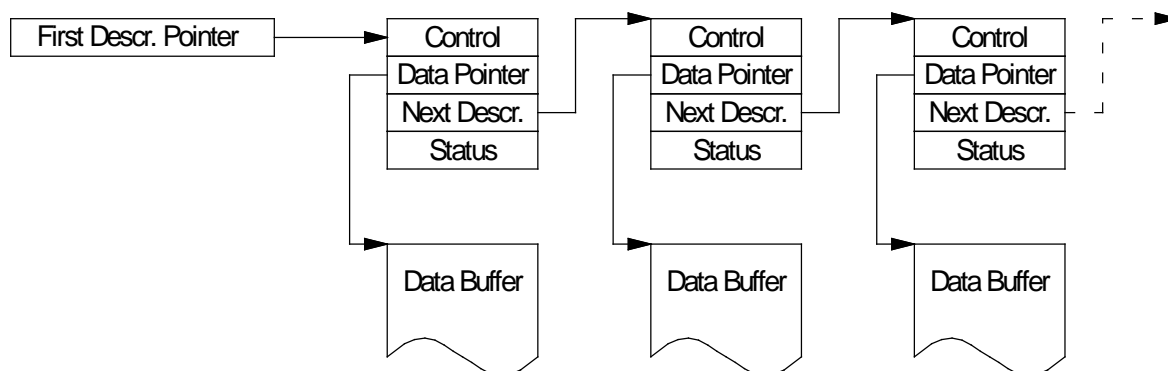 First Descr. Pointer
Control
Data Pointer
Next Descr.
Status
Data Buffer
Control
Data Pointer
Next Descr.
Status
Data Buffer
Control
Data Pointer
Next Descr.
Status
Data Buffer